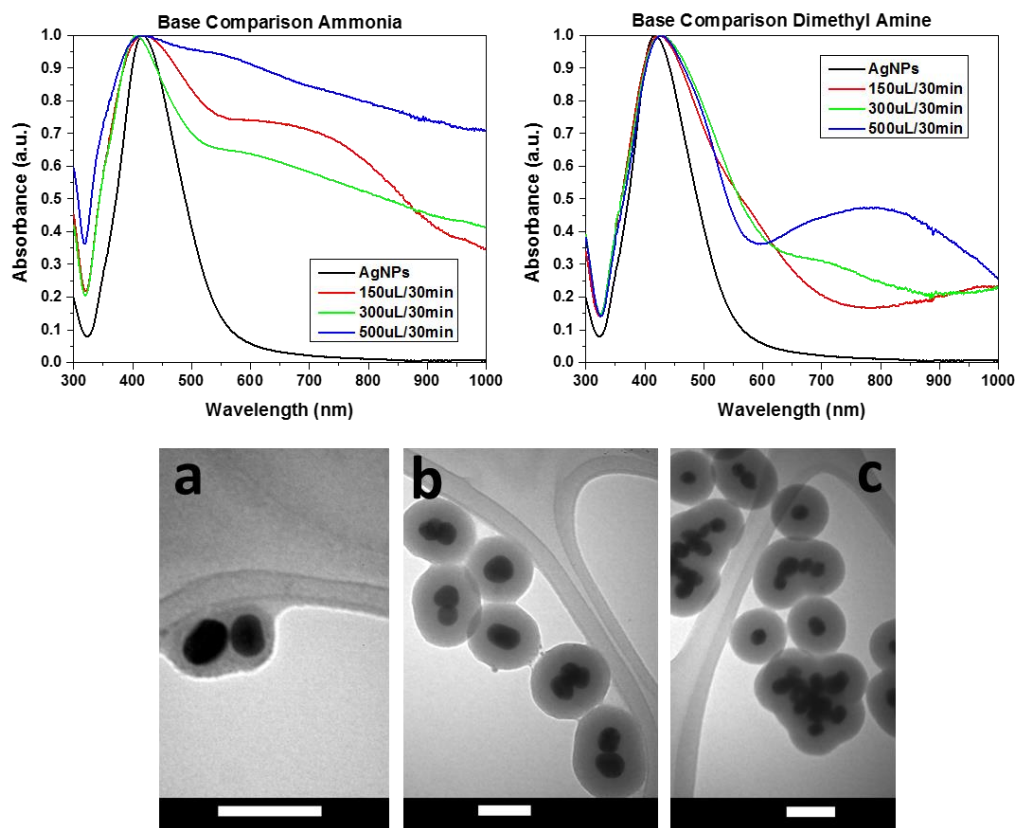 Base Comparison Ammonia
1.0
0.9
0.8
0.7
0.6
0.5
0.4
0.3
0.2
0.1
0.0
Absorbance (a.u.)
AgNPs
150uL/30min
300uL/30min
500uL/30min
300 400 500 600 700 800 900 1000
Wavelength (nm)
Base Comparison Dimethyl Amine
1.0
0.9
0.8
0.7
0.6
0.5
0.4
0.3
0.2
0.1
0.0
Absorbance (a.u.)
AgNPs
150uL/30min
300uL/30min
500uL/30min
300 400 500 600 700 800 900 1000
Wavelength (nm)
a
b
c